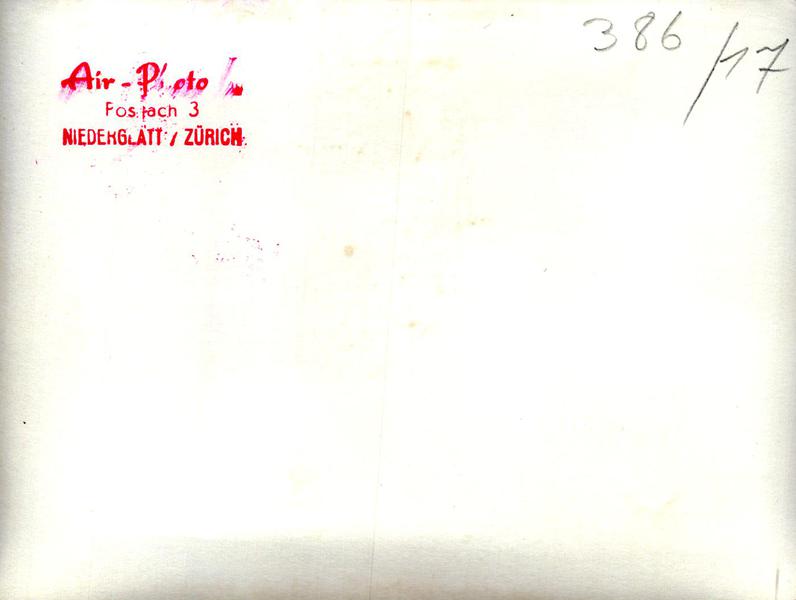 386/17
Air-Photo
Postfach 3
NIEDERGLATT / ZÜRICH